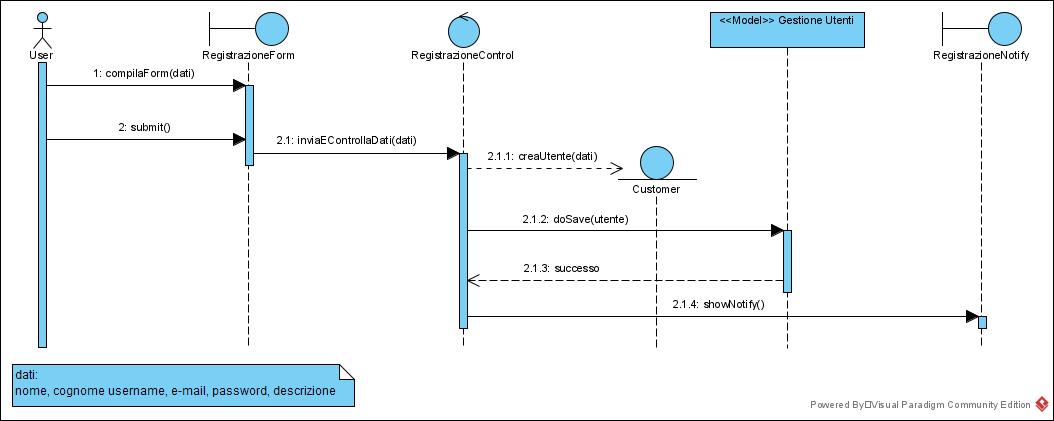 User
RegistrazioneForm
RegistrazioneControl
<<Model>> Gestione Utenti
RegistrazioneNotify
1: compilaForm(dati)
2: submit()
2.1: inviaEControllaDati(dati)
2.1.1: creaUtente(dati)
Customer
2.1.2: doSave(utente)
2.1.3: successo
2.1.4: showNotify()
dati:
nome, cognome username, e-mail, password, descrizione
Powered By Visual Paradigm Community Edition